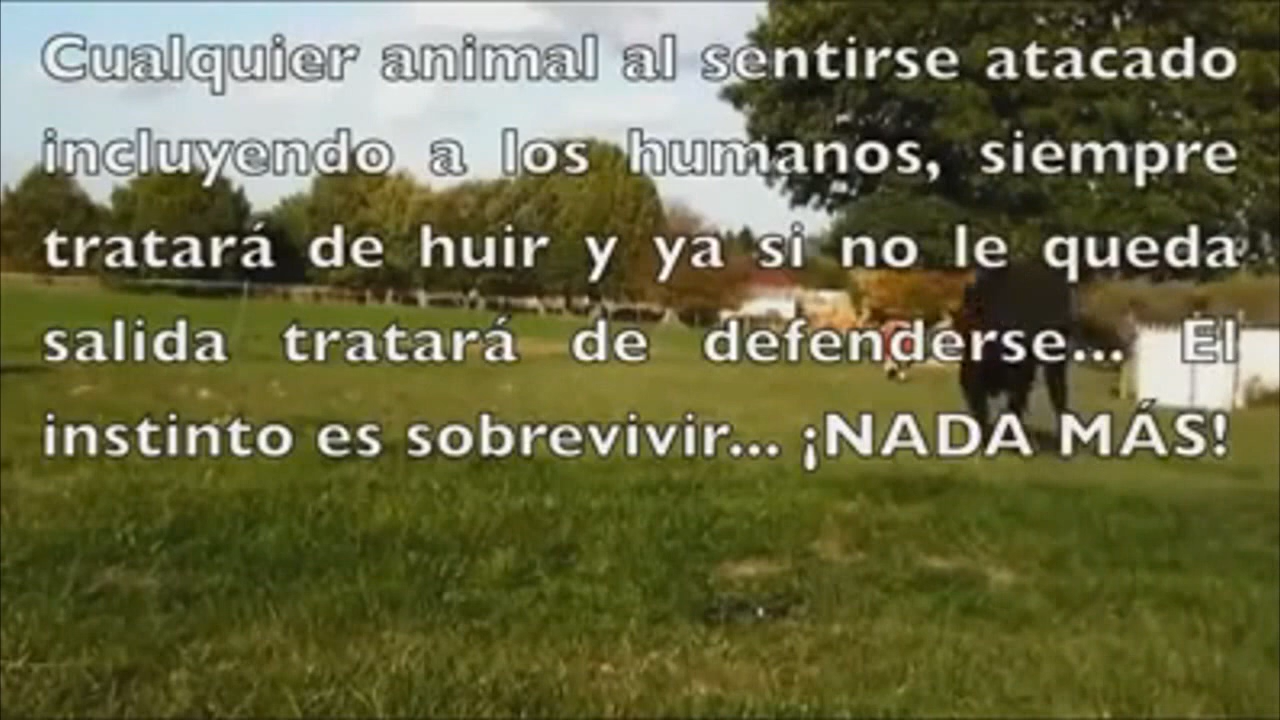 Cualquier animal al sentirse atacado
incluyendo a los humanos, siempre
tratará de huir y ya si no le queda
salida tratará de defenderse... El
instinto es sobrevivir... ¡NADA MÁS!